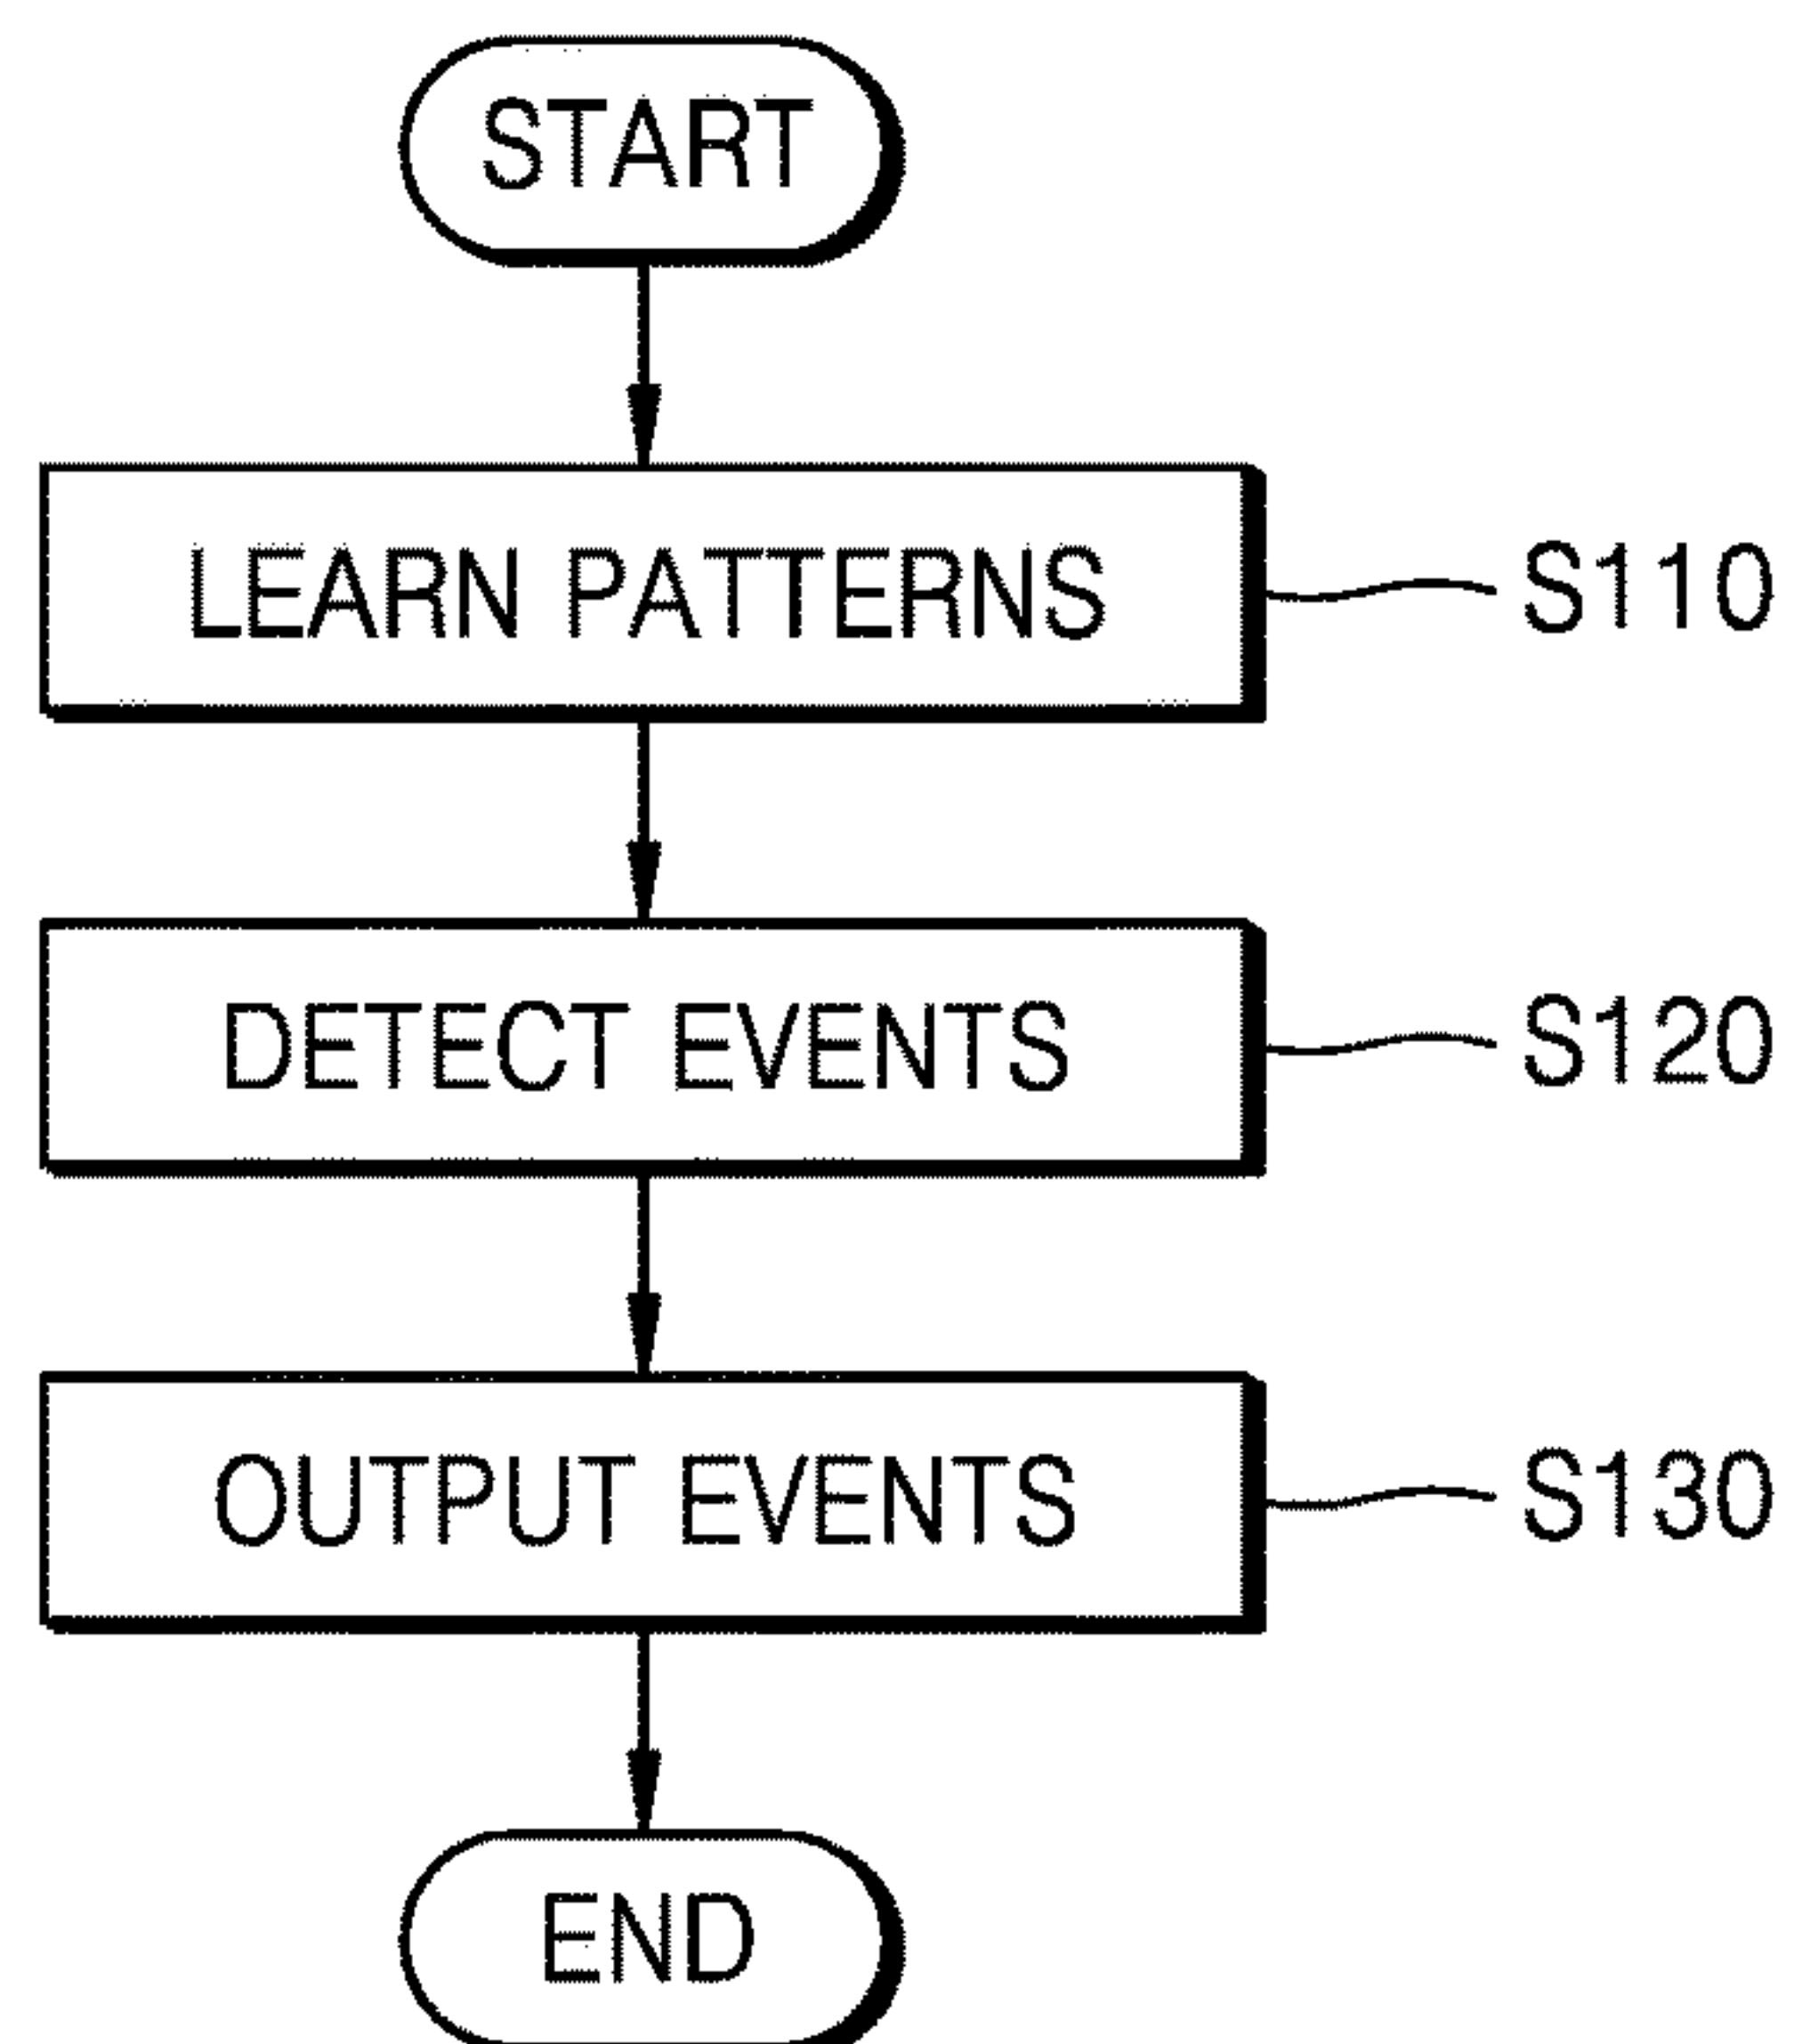 START
LEARN PATTERNS S110
DETECT EVENTS S120
OUTPUT EVENTS S130
END